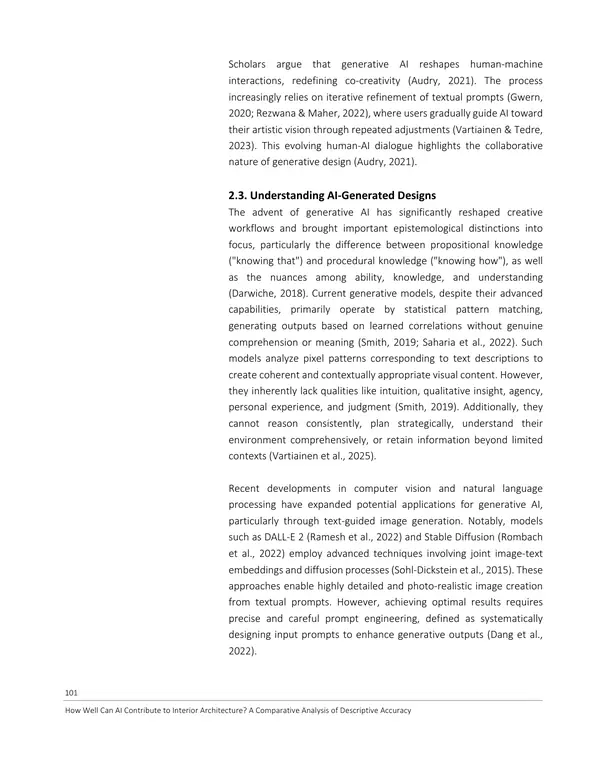 Scholars argue that generative AI reshapes human-machine
interactions, redefining co-creativity (Audry, 2021). The process
increasingly relies on iterative refinement of textual prompts (Gwern,
2020; Rezwana & Maher, 2022), where users gradually guide AI toward
their artistic vision through repeated adjustments (Vartiainen & Tedre,
2023). This evolving human-AI dialogue highlights the collaborative
nature of generative design (Audry, 2021).
2.3. Understanding AI-Generated Designs
The advent of generative AI has significantly reshaped creative
workflows and brought important epistemological distinctions into
focus, particularly the difference between propositional knowledge
("knowing that") and procedural knowledge ("knowing how"), as well
as the nuances among ability, knowledge, and understanding
(Darwiche, 2018). Current generative models, despite their advanced
capabilities, primarily operate by statistical pattern matching,
generating outputs based on learned correlations without genuine
comprehension or meaning (Smith, 2019; Saharia et al., 2022). Such
models analyze pixel patterns corresponding to text descriptions to
create coherent and contextually appropriate visual content. However,
they inherently lack qualities like intuition, qualitative insight, agency,
personal experience, and judgment (Smith, 2019). Additionally, they
cannot reason consistently, plan strategically, understand their
environment comprehensively, or retain information beyond limited
contexts (Vartiainen et al., 2025).
Recent developments in computer vision and natural language
processing have expanded potential applications for generative AI,
particularly through text-guided image generation. Notably, models
such as DALL-E 2 (Ramesh et al., 2022) and Stable Diffusion (Rombach
et al., 2022) employ advanced techniques involving joint image-text
embeddings and diffusion processes (Sohl-Dickstein et al., 2015). These
approaches enable highly detailed and photo-realistic image creation
from textual prompts. However, achieving optimal results requires
precise and careful prompt engineering, defined as systematically
designing input prompts to enhance generative outputs (Dang et al.,
2022).
101
How Well Can AI Contribute to Interior Architecture? A Comparative Analysis of Descriptive Accuracy